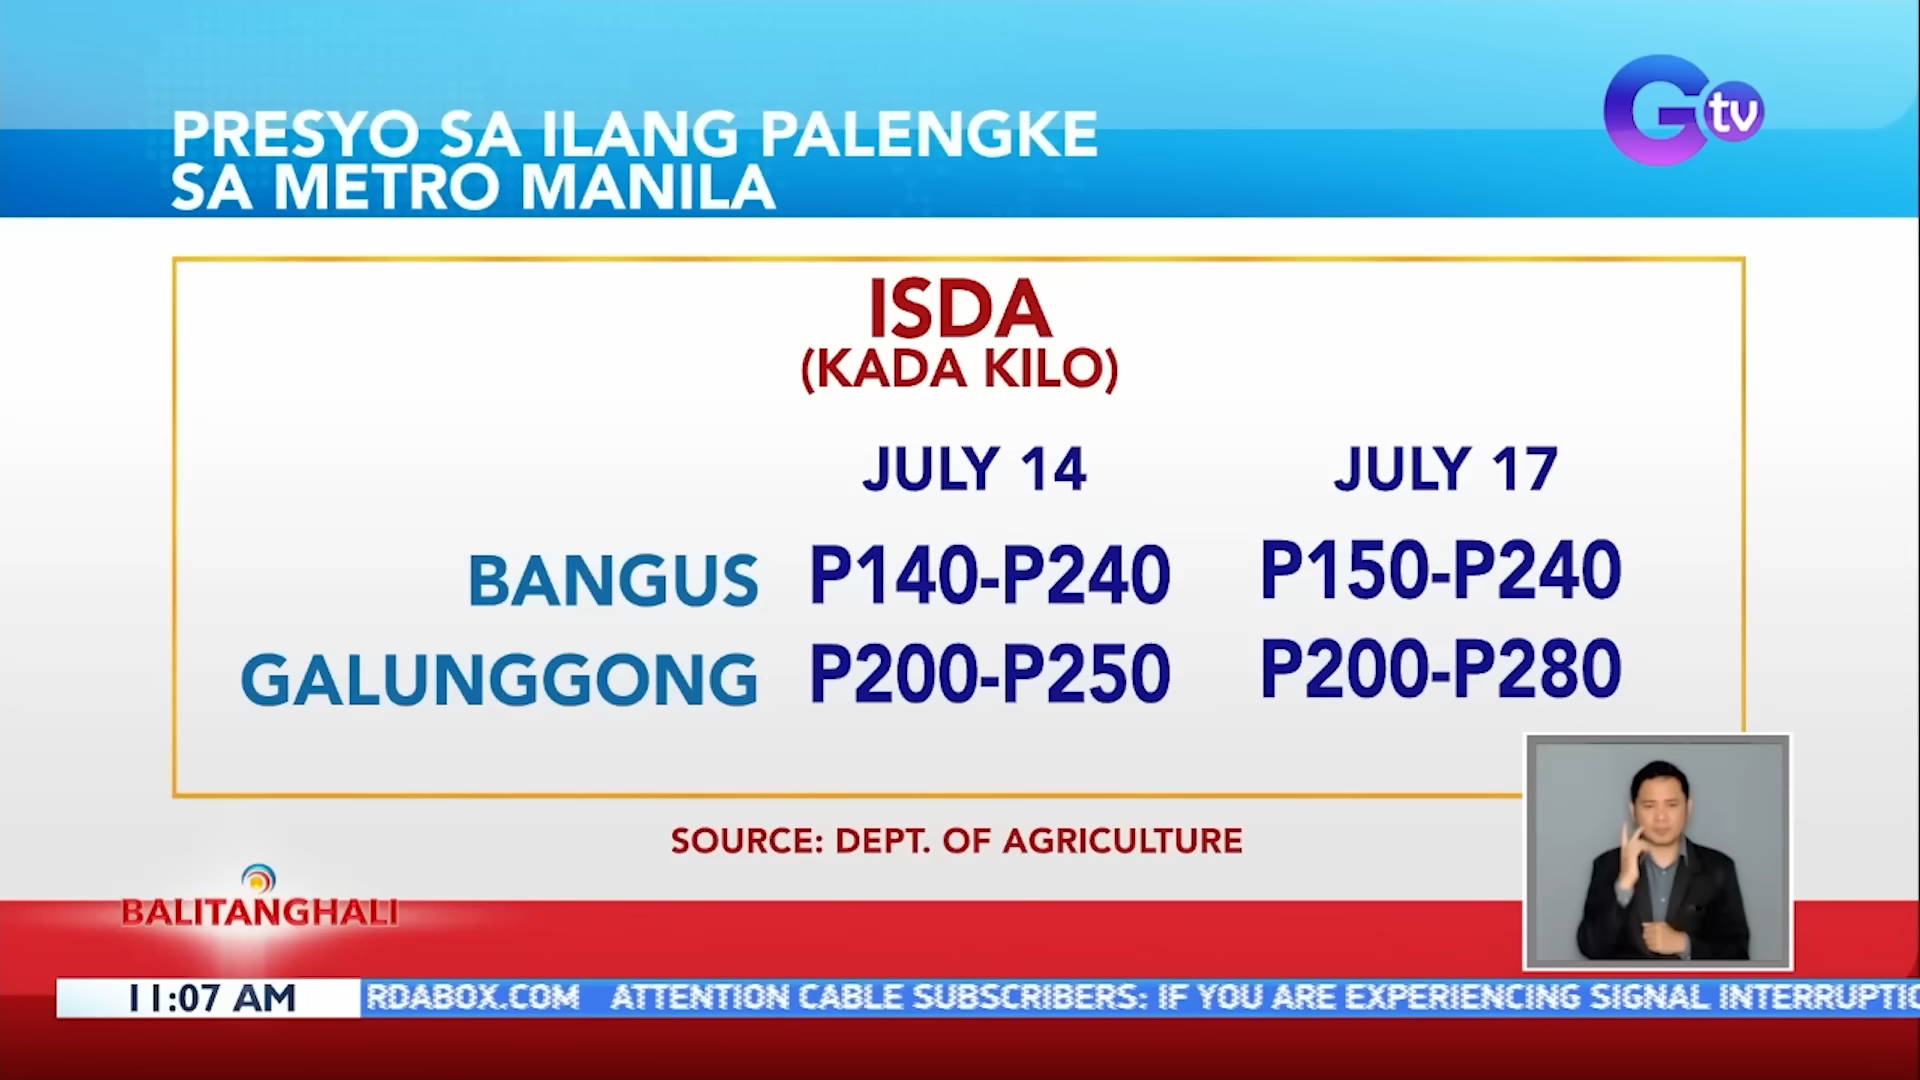 PRESYO SA ILANG PALENGKE
SA METRO MANILA
G tv
ISDA
(KADA KILO)
JULY 14 JULY 17
BANGUS P140-P240 P150-P240
GALUNGGONG P200-P250 P200-P280
SOURCE: DEPT. OF AGRICULTURE
BALITANGHALI
11:07 AM RDABOX.COM ATTENTION CABLE SUBSCRIBERS: IF YOU ARE EXPERIENCING SIGNAL INTERRUPTIO